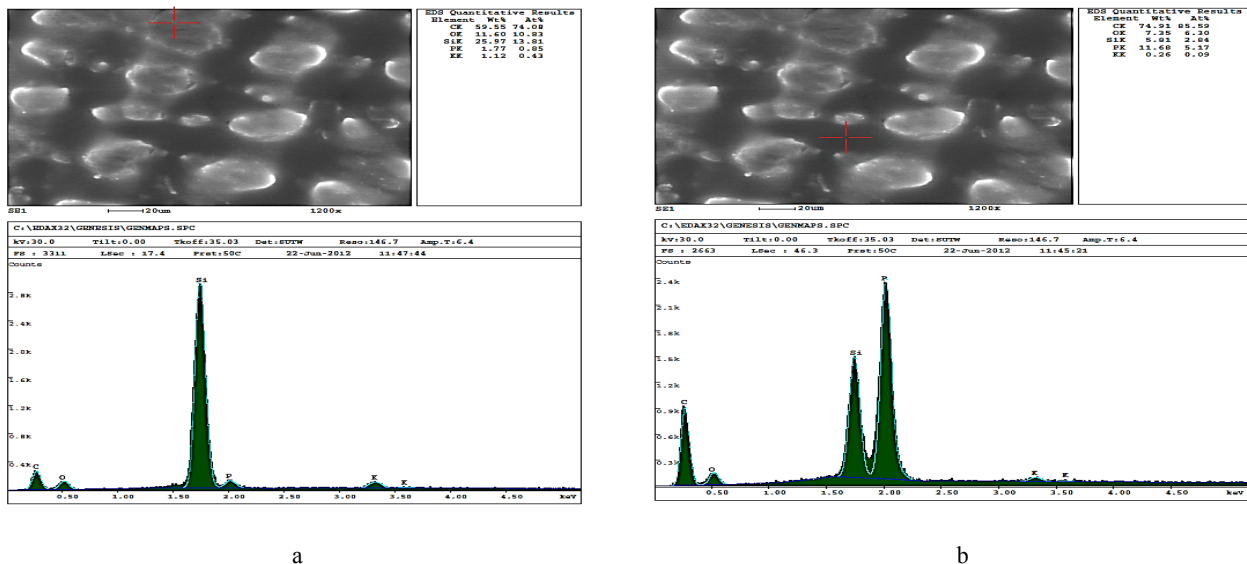 EDS Quantitative Results
Element Wt% At%
CK 59.55 74.08
OK 11.60 10.83
SiK 25.97 13.81
PK 1.77 0.85
KK 1.12 0.43
SE1 20um 1200x
C:\EDAX32\GENESIS\GENMAPS.SPC
kV:30.0 Tilt:0.00 Tkoff:35.03 Det:SUTW Reso:146.7 Amp.T:6.4
FS : 3311 LSec : 17.4 Prst:50C 22-Jun-2012 11:47:44
Counts
Si
2.8k
2.4k
2.0k
1.6k
1.2k
0.8k
0.4k
C O P K K
0.50 1.00 1.50 2.00 2.50 3.00 3.50 4.00 4.50 keV
a
EDS Quantitative Results
Element Wt% At%
CK 74.91 85.59
OK 7.35 6.30
SiK 5.81 2.84
PK 11.68 5.17
KK 0.26 0.09
SE1 20um 1200x
C:\EDAX32\GENESIS\GENMAPS.SPC
kV:30.0 Tilt:0.00 Tkoff:35.03 Det:SUTW Reso:146.7 Amp.T:6.4
FS : 2663 LSec : 46.3 Prst:50C 22-Jun-2012 11:45:21
Counts
P
2.4k
2.1k
1.8k
Si
1.5k
1.2k
C
0.9k
0.6k
0.3k
O K K
0.50 1.00 1.50 2.00 2.50 3.00 3.50 4.00 4.50 keV
b